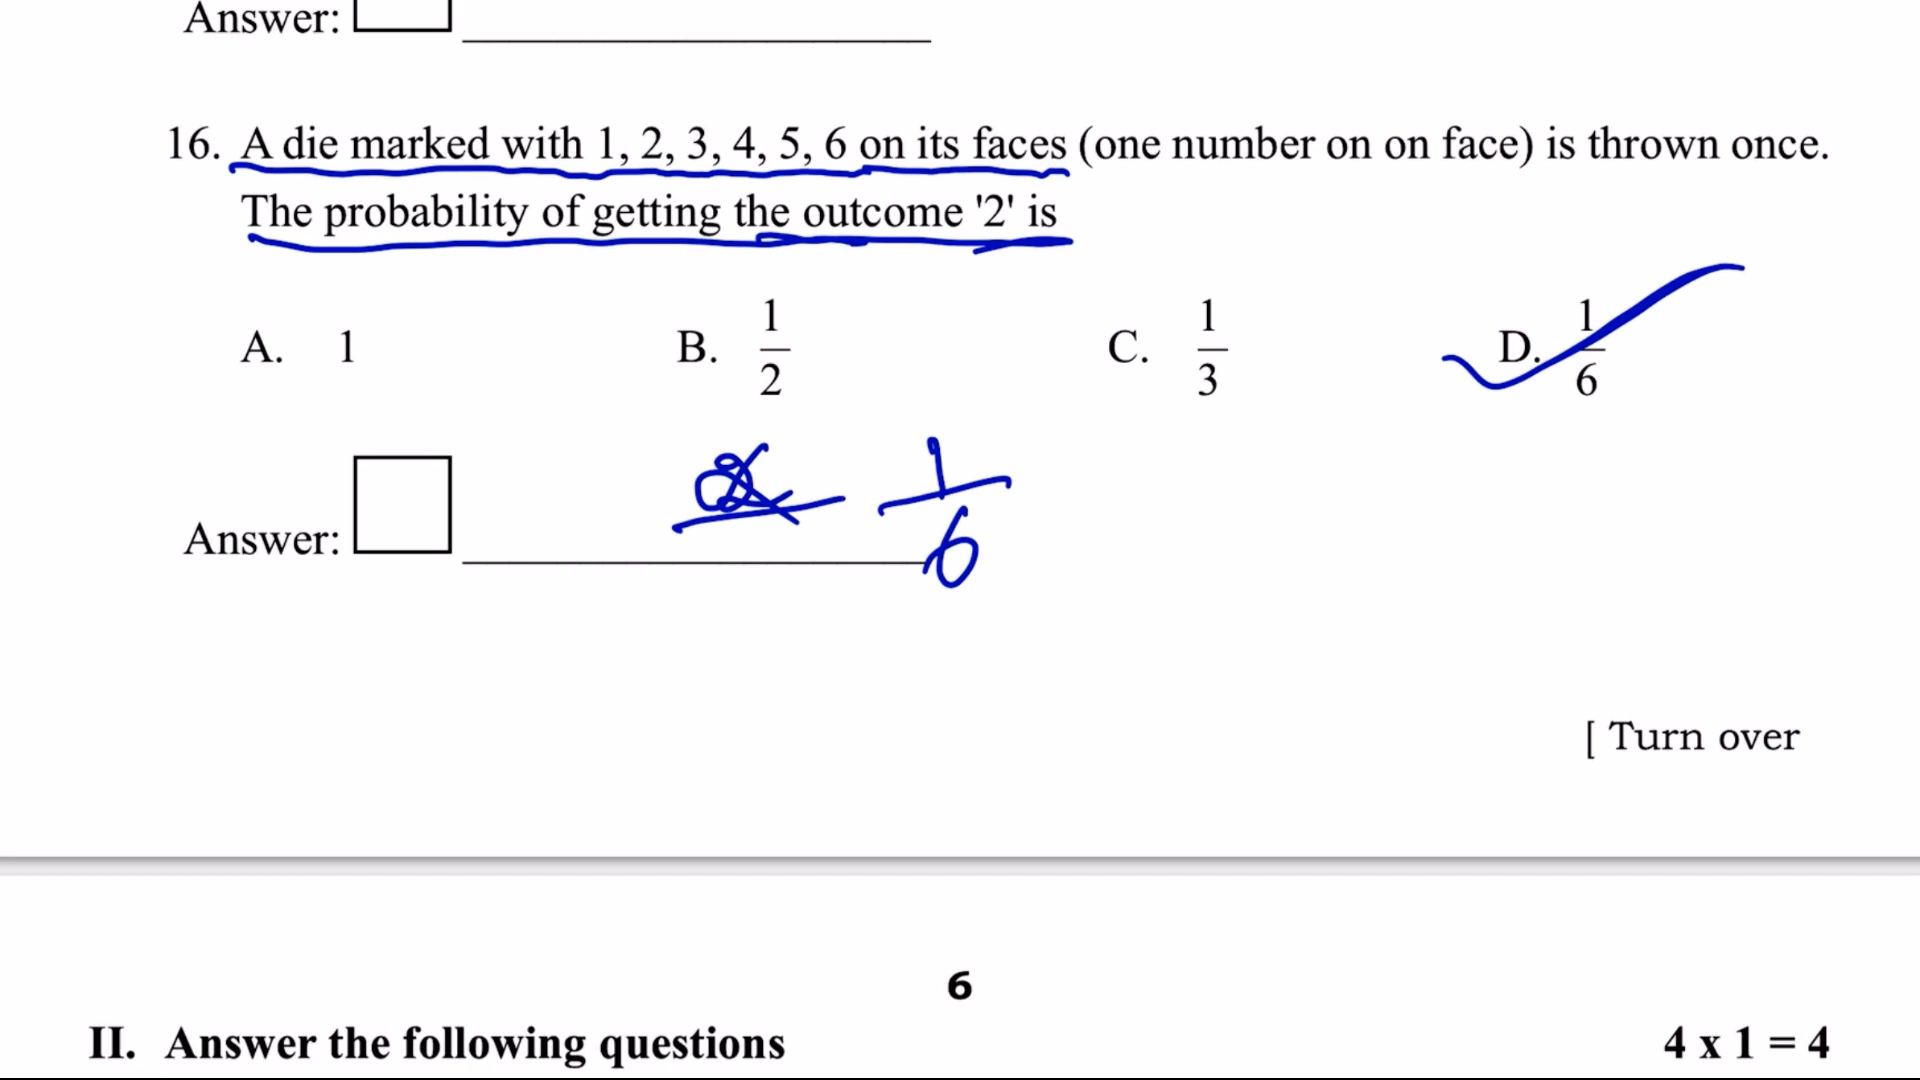 Answer:
16. A die marked with 1, 2, 3, 4, 5, 6 on its faces (one number on on face) is thrown once.
The probability of getting the outcome '2' is
A. 1 B. 1/2 C. 1/3 D. 1/6
Answer: 2 1/6
[ Turn over
6
II. Answer the following questions 4 x 1 = 4